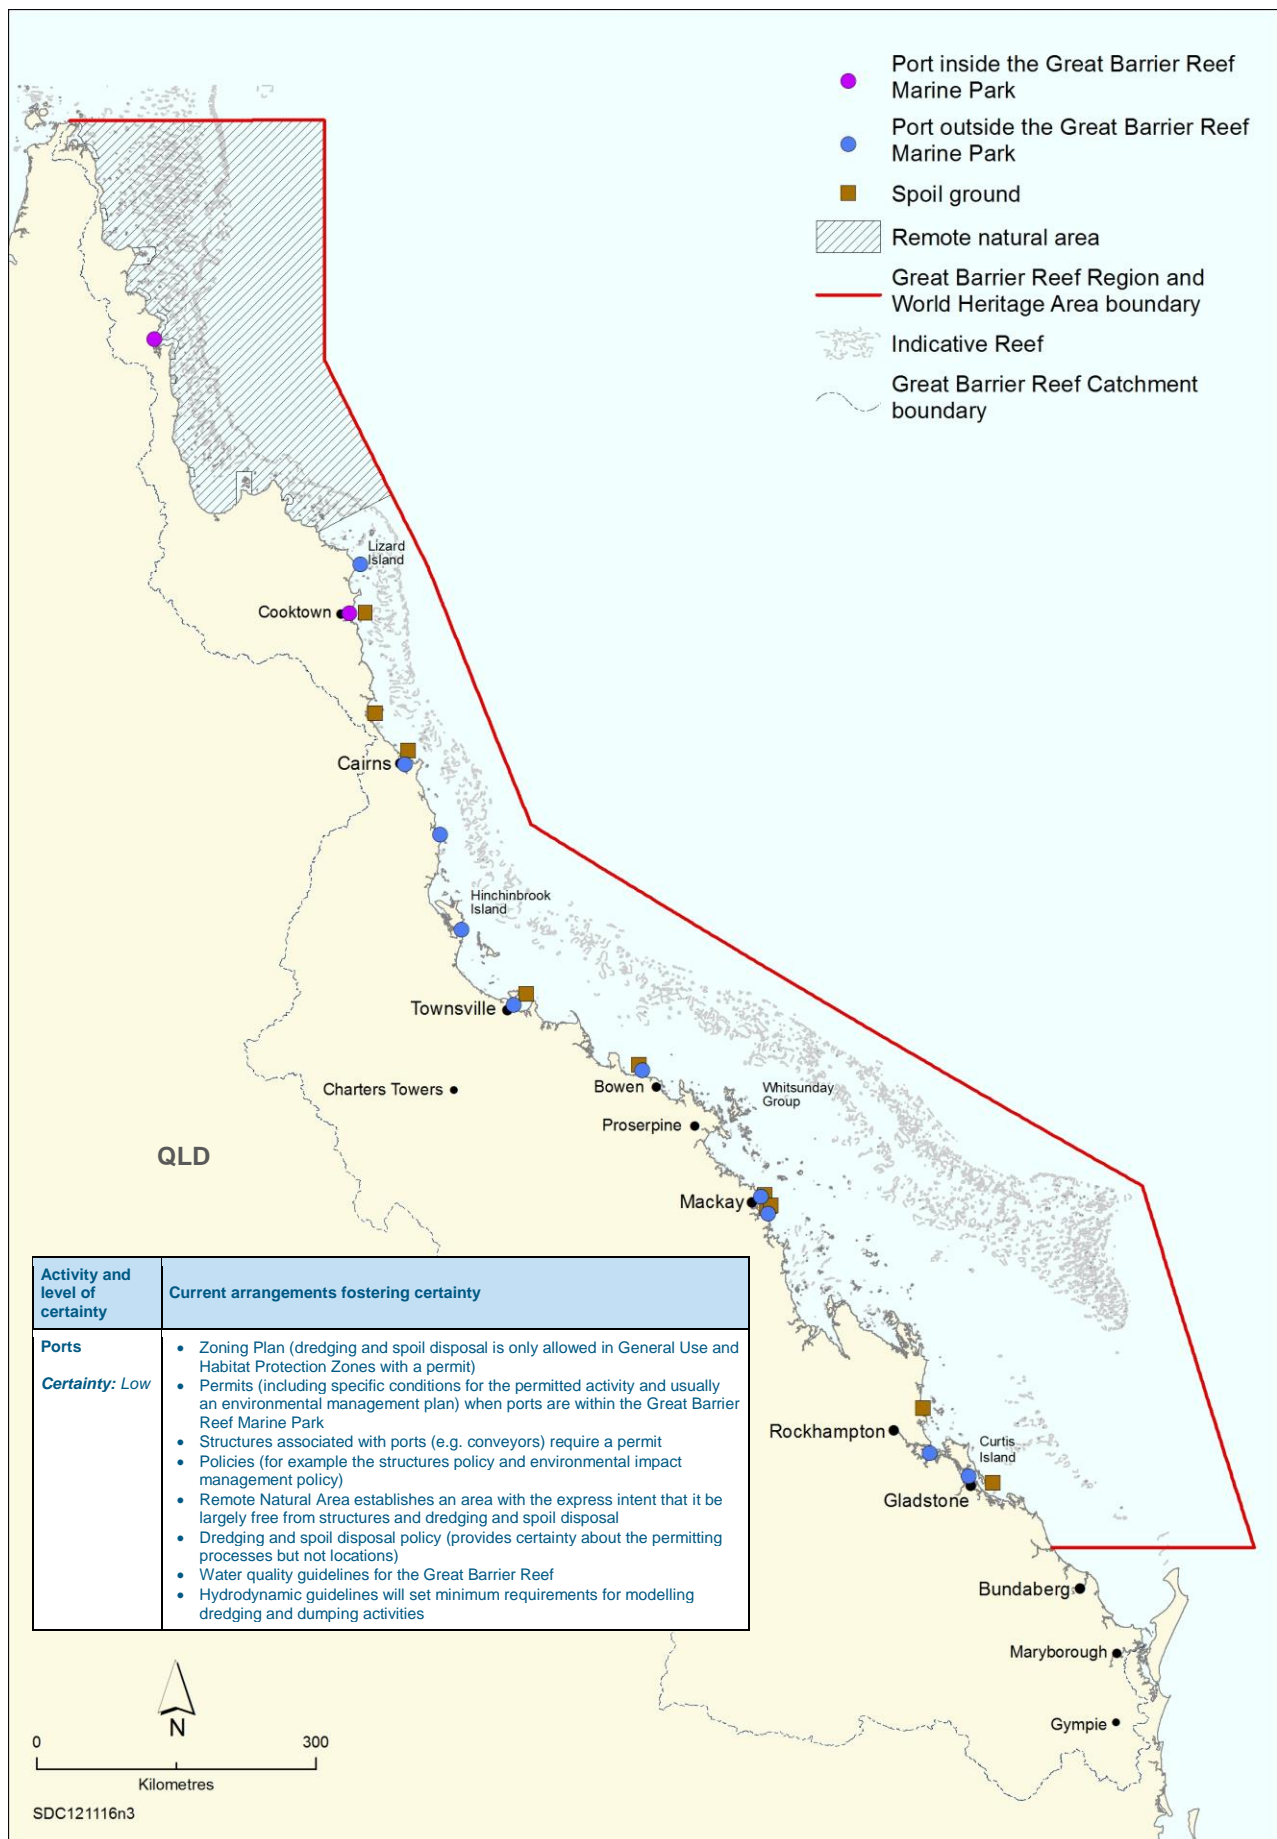 Port inside the Great Barrier Reef
Marine Park
Port outside the Great Barrier Reef
Marine Park
Spoil ground
Remote natural area
Great Barrier Reef Region and
World Heritage Area boundary
Indicative Reef
Great Barrier Reef Catchment
boundary
Lizard
Island
Cooktown
Cairns
Hinchinbrook
Island
Townsville
Charters Towers
Bowen
Whitsunday
Group
Proserpine
QLD
Mackay
Rockhampton
Curtis
Island
Gladstone
Bundaberg
Maryborough
Gympie
Activity and
level of
certainty
Current arrangements fostering certainty
Ports
Certainty: Low
• Zoning Plan (dredging and spoil disposal is only allowed in General Use and
Habitat Protection Zones with a permit)
• Permits (including specific conditions for the permitted activity and usually
an environmental management plan) when ports are within the Great Barrier
Reef Marine Park
• Structures associated with ports (e.g. conveyors) require a permit
• Policies (for example the structures policy and environmental impact
management policy)
• Remote Natural Area establishes an area with the express intent that it be
largely free from structures and dredging and spoil disposal
• Dredging and spoil disposal policy (provides certainty about the permitting
processes but not locations)
• Water quality guidelines for the Great Barrier Reef
• Hydrodynamic guidelines will set minimum requirements for modelling
dredging and dumping activities
N
0 300
Kilometres
SDC121116n3